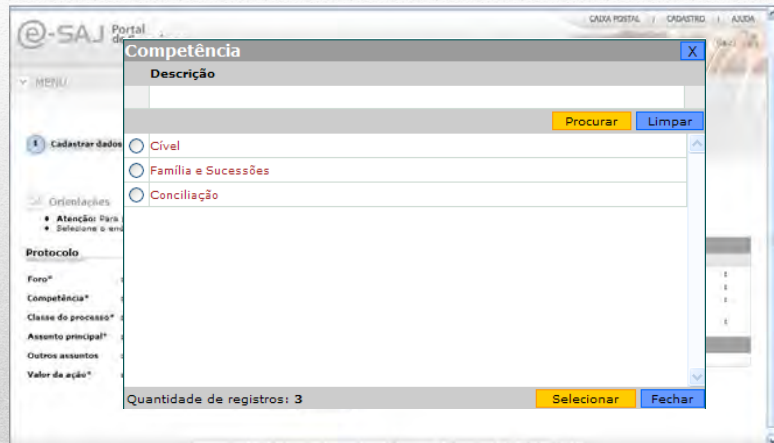 CAIXA POSTAL | CADASTRO | AJUDA
e-SAJ Portal
Competência X
MENU
Descrição
Procurar Limpar
1 Cadastrar dados
Cível
Família e Sucessões
Conciliação
Orientações
Atenção: Para
Selecione o
Protocolo
Foro*
Competência*
Classe do processo*
Assunto principal*
Outros assuntos
Valor da ação*
Quantidade de registros: 3 Selecionar Fechar